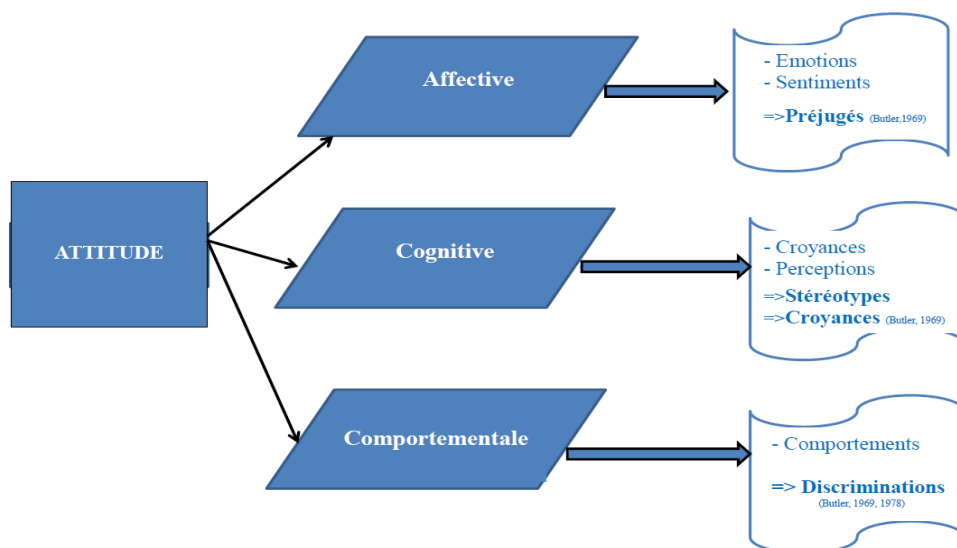 ATTITUDE
Affective
- Emotions
- Sentiments
=>Préjugés (Butler,1969)
Cognitive
- Croyances
- Perceptions
=>Stéréotypes
=>Croyances (Butler, 1969)
Comportementale
- Comportements
=> Discriminations
(Butler, 1969, 1978)